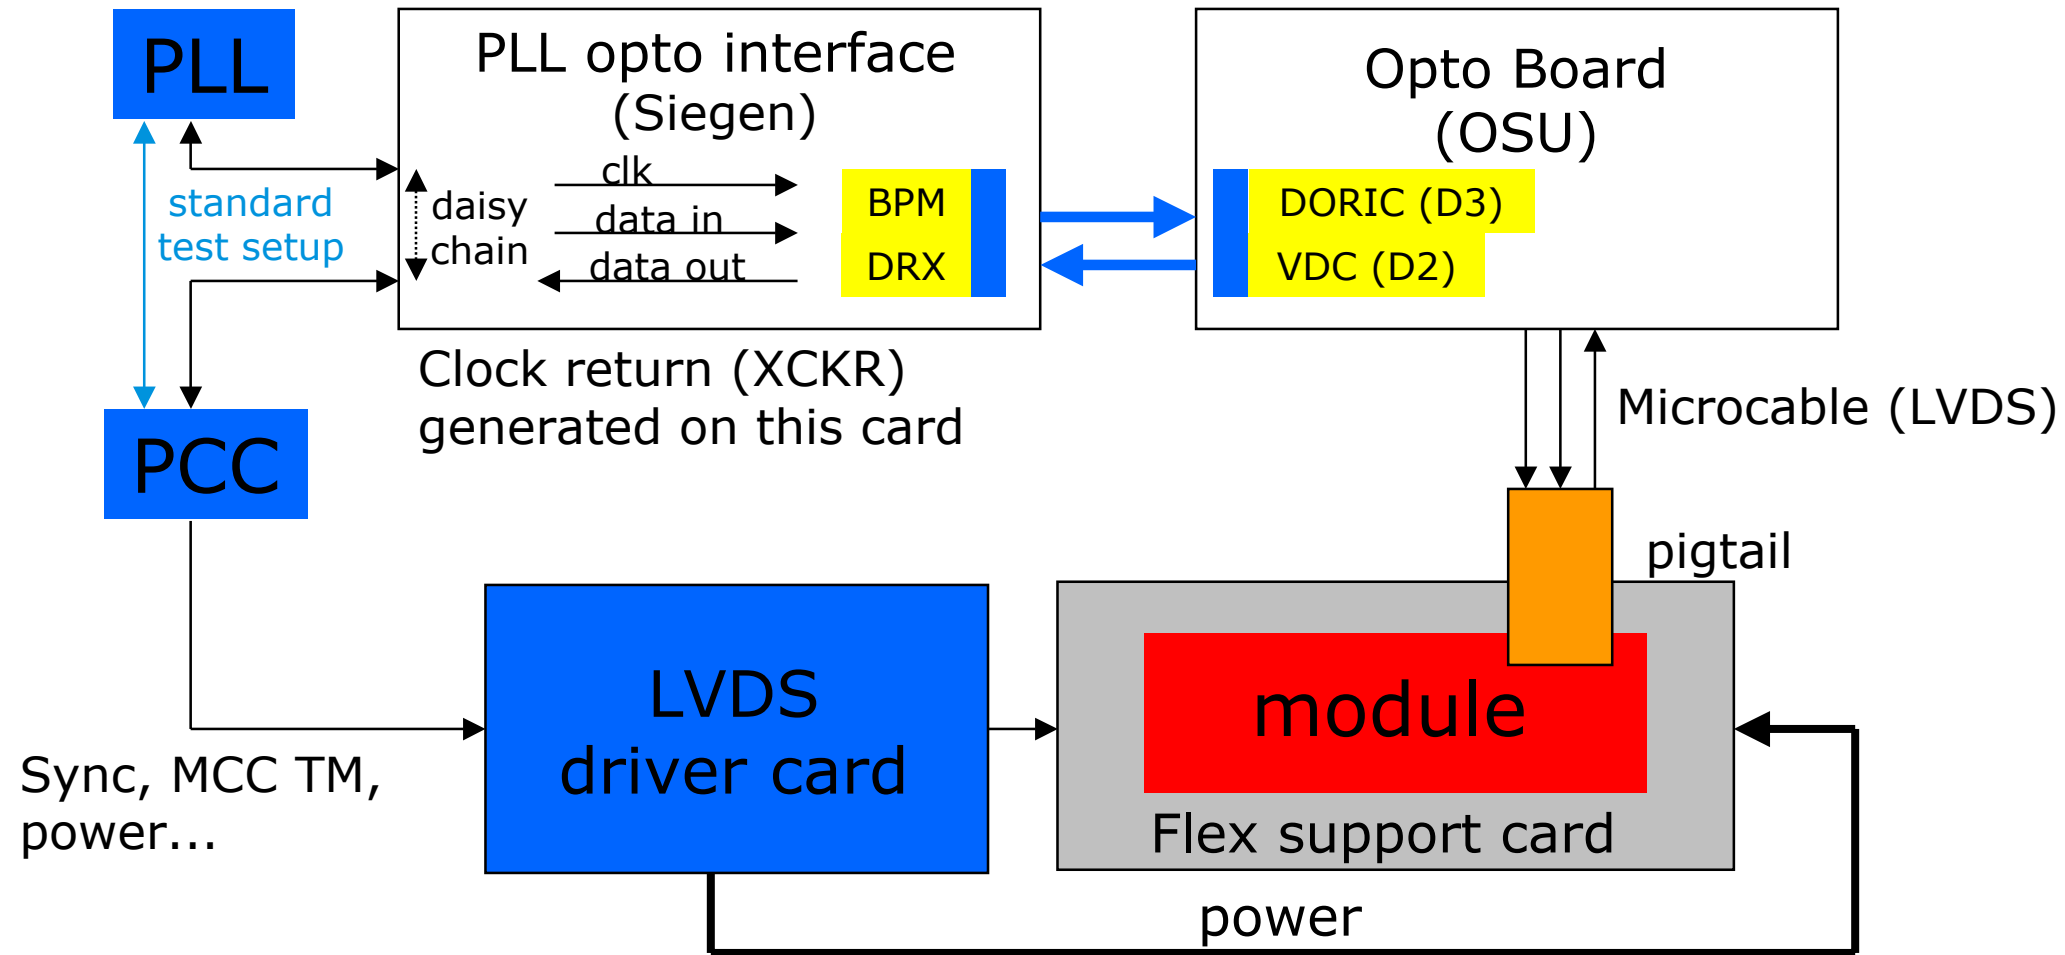 PLL
PLL opto interface
(Siegen)
Opto Board
(OSU)
standard
test setup
daisy
chain
clk
data in
data out
BPM
DRX
DORIC (D3)
VDC (D2)
Clock return (XCKR)
generated on this card
Microcable (LVDS)
PCC
pigtail
LVDS
driver card
module
Flex support card
Sync, MCC TM,
power...
power